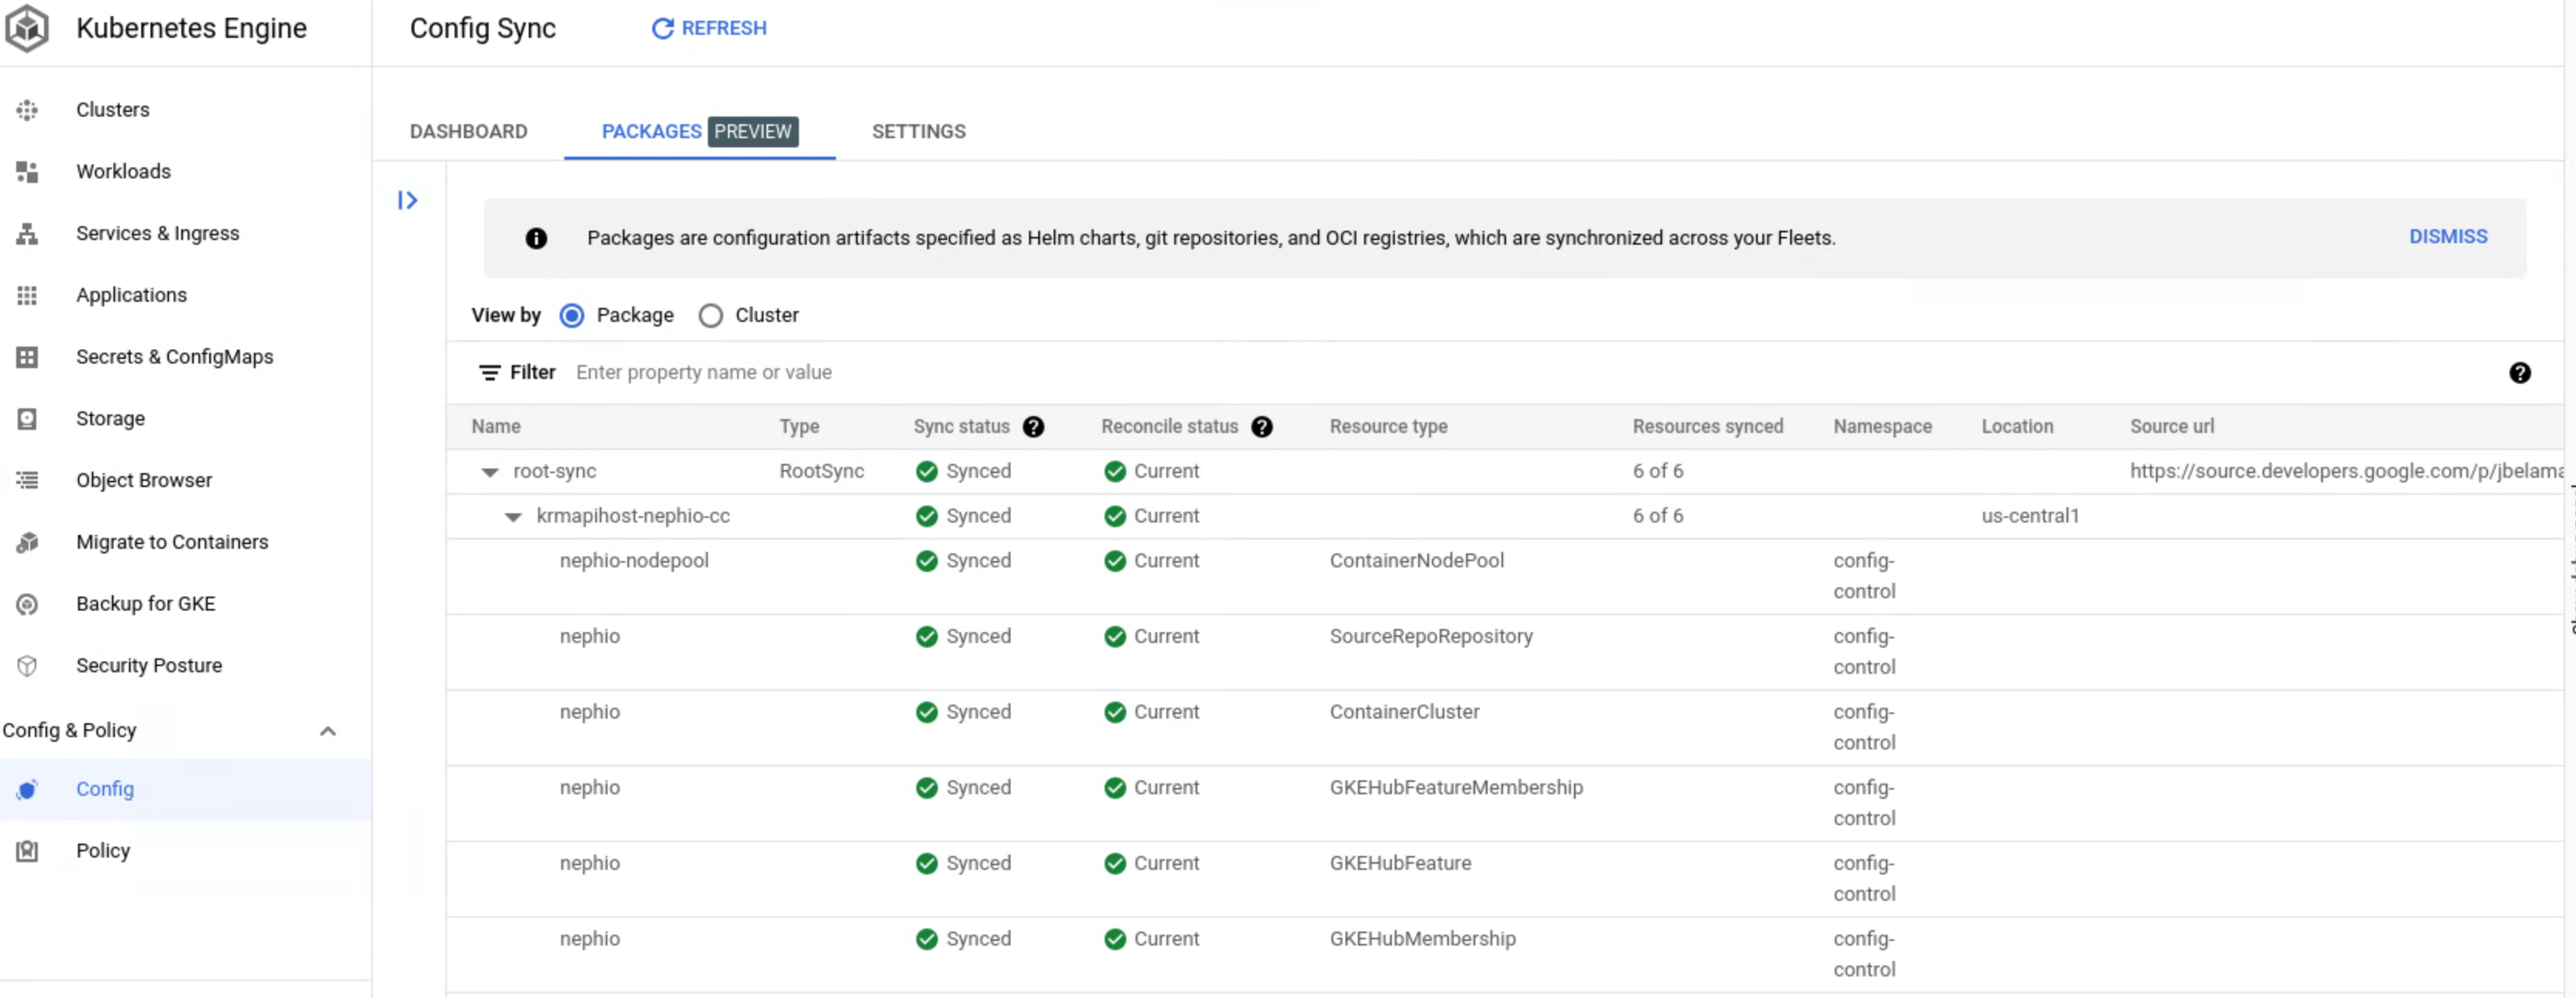 Kubernetes Engine
Config Sync
REFRESH
Clusters
Workloads
Services & Ingress
Applications
Secrets & ConfigMaps
Storage
Object Browser
Migrate to Containers
Backup for GKE
Security Posture
Config & Policy
Config
Policy
DASHBOARD PACKAGES PREVIEW SETTINGS
Packages are configuration artifacts specified as Helm charts, git repositories, and OCI registries, which are synchronized across your Fleets. DISMISS
View by Package Cluster
Filter Enter property name or value
Name Type Sync status Reconcile status Resource type Resources synced Namespace Location Source url
root-sync RootSync Synced Current 6 of 6 https://source.developers.google.com/p/jbelama
krmapihost-nephio-cc Synced Current 6 of 6 us-central1
nephio-nodepool Synced Current ContainerNodePool config-
control
nephio Synced Current SourceRepoRepository config-
control
nephio Synced Current ContainerCluster config-
control
nephio Synced Current GKEHubFeatureMembership config-
control
nephio Synced Current GKEHubFeature config-
control
nephio Synced Current GKEHubMembership config-
control